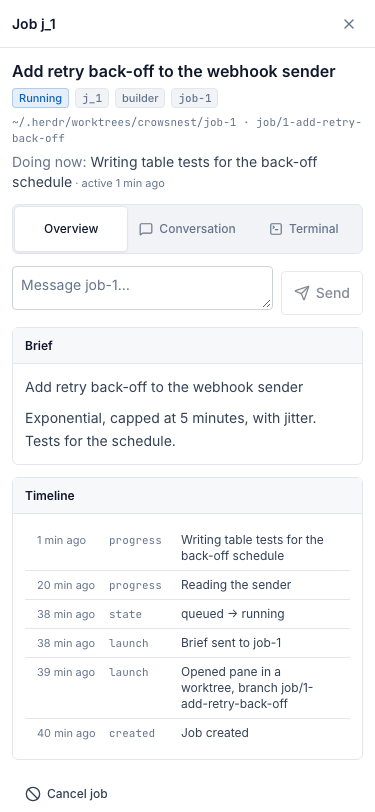 Job j_1
Add retry back-off to the webhook sender
Running j_1 builder job-1
~/.herdr/worktrees/crowsnest/job-1 · job/1-add-retry-
back-off
Doing now: Writing table tests for the back-off
schedule · active 1 min ago
Overview Conversation Terminal
Message job-1...
Send
Brief
Add retry back-off to the webhook sender
Exponential, capped at 5 minutes, with jitter.
Tests for the schedule.
Timeline
1 min ago progress Writing table tests for the
back-off schedule
20 min ago progress Reading the sender
38 min ago state queued → running
38 min ago launch Brief sent to job-1
39 min ago launch Opened pane in a
worktree, branch job/1-
add-retry-back-off
40 min ago created Job created
Cancel job